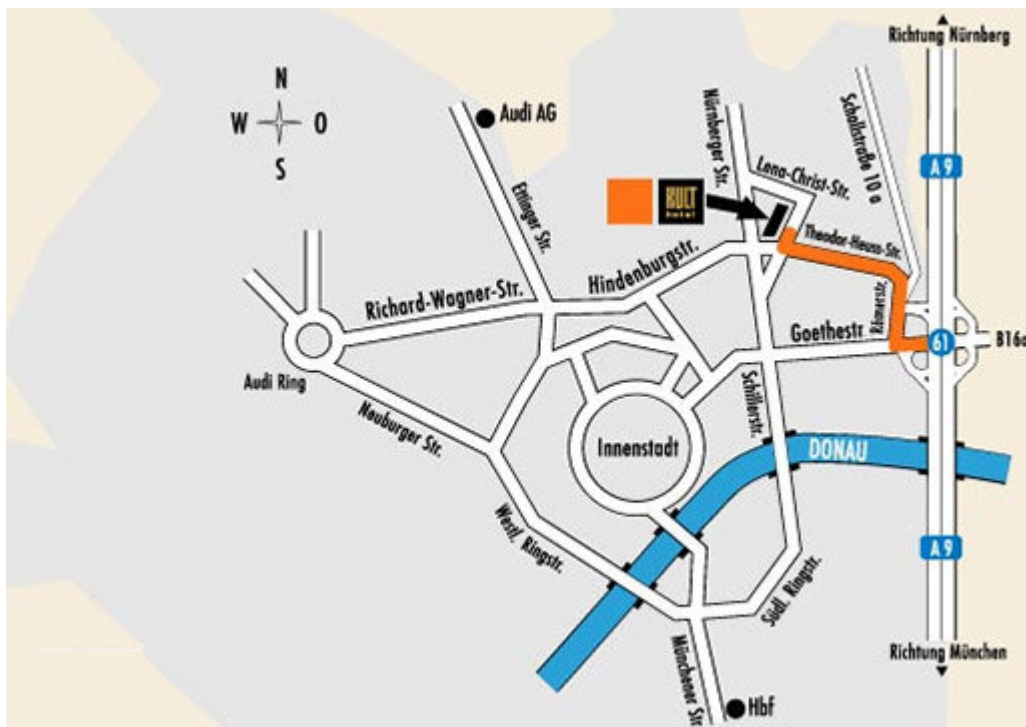 Richtung Nürnberg
N
W O
S
Audi AG
Nürnberger Str.
Schollstraße 10 a
A 9
Lena-Christ-Str.
KULT
hotel
Ettinger Str.
Theodor-Heuss-Str.
Hindenburgstr.
Richard-Wagner-Str.
Römerstr.
Goethestr.
61
B16a
Audi Ring
Neuburger Str.
Schillerstr.
Innenstadt
DONAU
Westl. Ringstr.
A 9
Südl. Ringstr.
Münchener Str.
Richtung München
Hbf